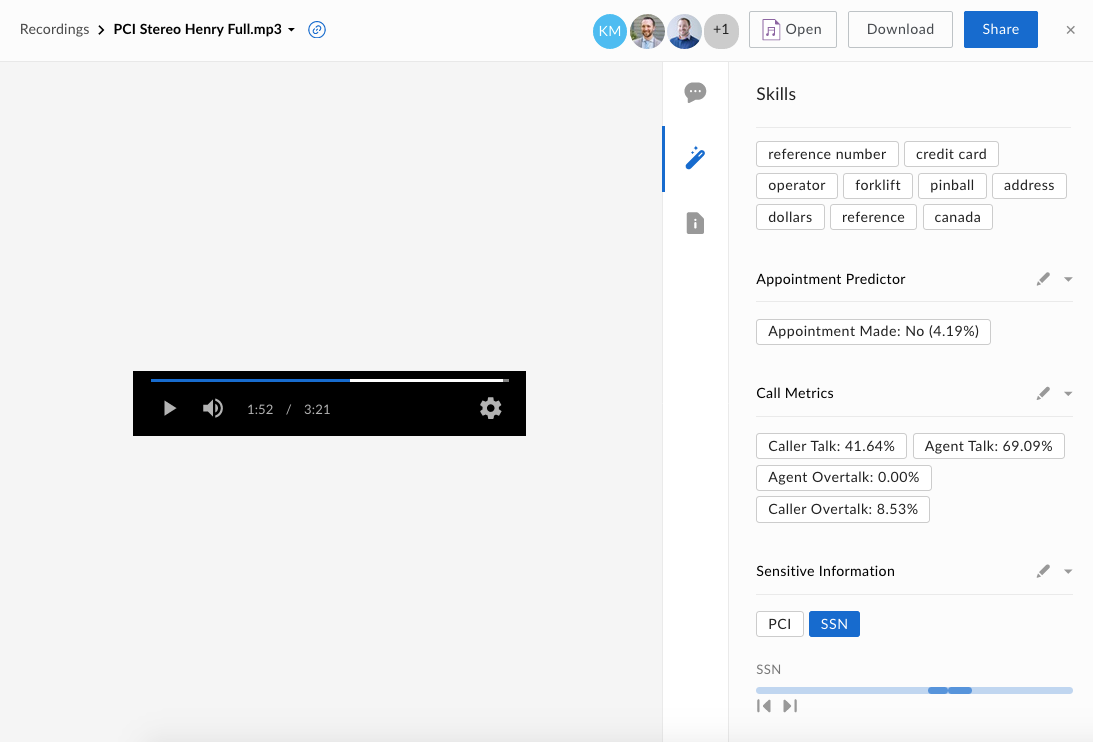 Recordings > PCI Stereo Henry Full.mp3
KM +1 Open Download Share ×
Skills
reference number credit card
operator forklift pinball address
dollars reference canada
Appointment Predictor
Appointment Made: No (4.19%)
Call Metrics
Caller Talk: 41.64% Agent Talk: 69.09%
Agent Overtalk: 0.00%
Caller Overtalk: 8.53%
Sensitive Information
PCI SSN
SSN
1:52 / 3:21